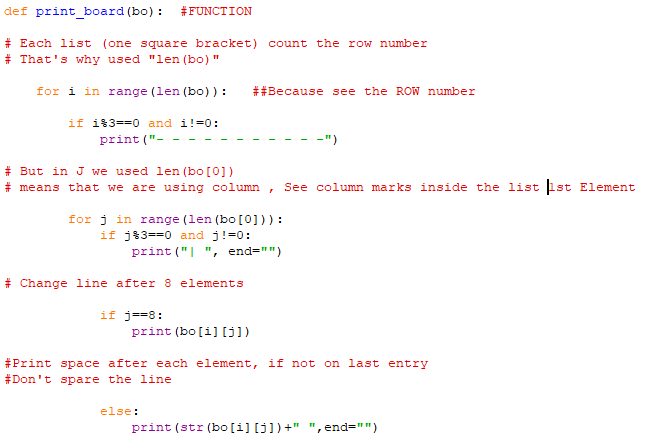 def print_board(bo):  #FUNCTION
# Each list (one square bracket) count the row number
# That's why used "len(bo)"
    for i in range(len(bo)):   ##Because see the ROW number
        if i%3==0 and i!=0:
            print("- - - - - - - - - - -")
# But in J we used len(bo[0])
# means that we are using column , See column marks inside the list 1st Element
        for j in range(len(bo[0])):
            if j%3==0 and j!=0:
                print("| ", end="")
# Change line after 8 elements
            if j==8:
                print(bo[i][j])
#Print space after each element, if not on last entry
#Don't spare the line
            else:
                print(str(bo[i][j])+" ",end="")